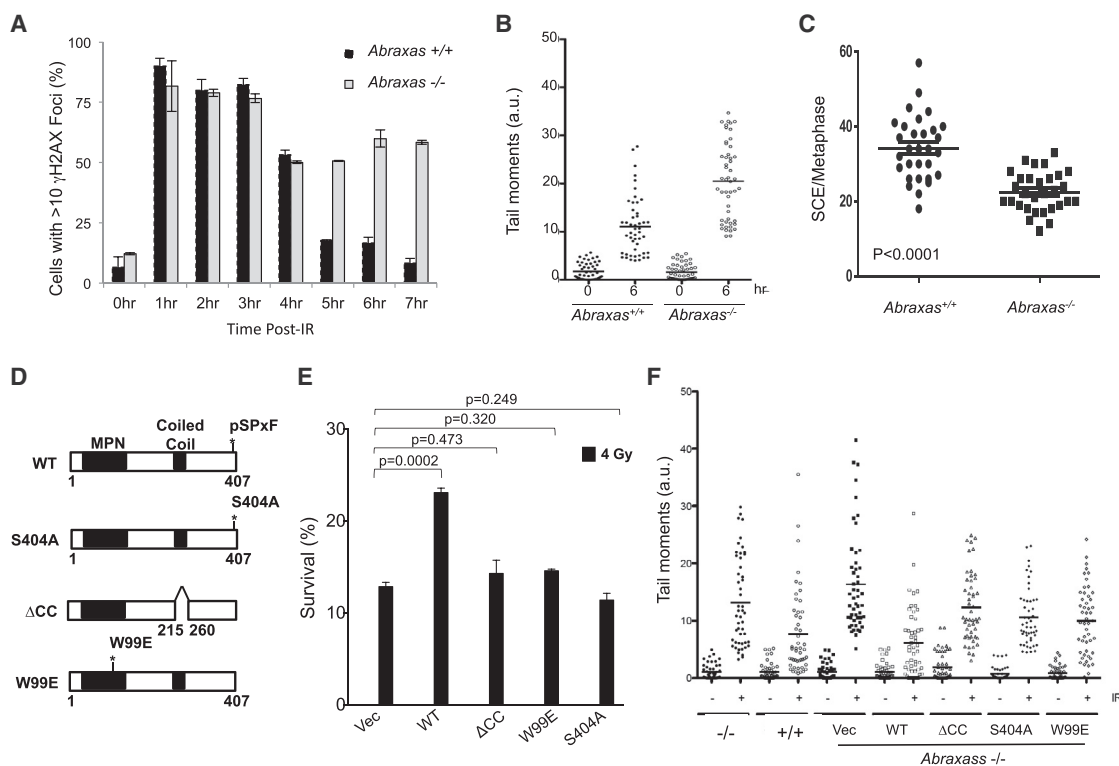 A
Cells with >10 γH2AX Foci (%)
100
75
50
25
0
Abraxas +/+
Abraxas -/-
0hr 1hr 2hr 3hr 4hr 5hr 6hr 7hr
Time Post-IR
B
Tail moments (a.u.)
50
40
30
20
10
0
0 6 0 6 hr
Abraxas+/+ Abraxas-/-
C
SCE/Metaphase
60
40
20
0
P<0.0001
Abraxas+/+ Abraxas-/-
D
MPN Coiled Coil pSPxF
*
WT
1 407
S404A
*
S404A
1 407
ΔCC
215 260
W99E
*
W99E
1 407
E
p=0.249
p=0.320
p=0.473
p=0.0002
4 Gy
Survival (%)
30
20
10
0
Vec WT ΔCC W99E S404A
F
Tail moments (a.u.)
50
40
30
20
10
0
- + - + - + - + - + - + - + IR
-/- +/+ Vec WT ΔCC S404A W99E
Abraxass -/-